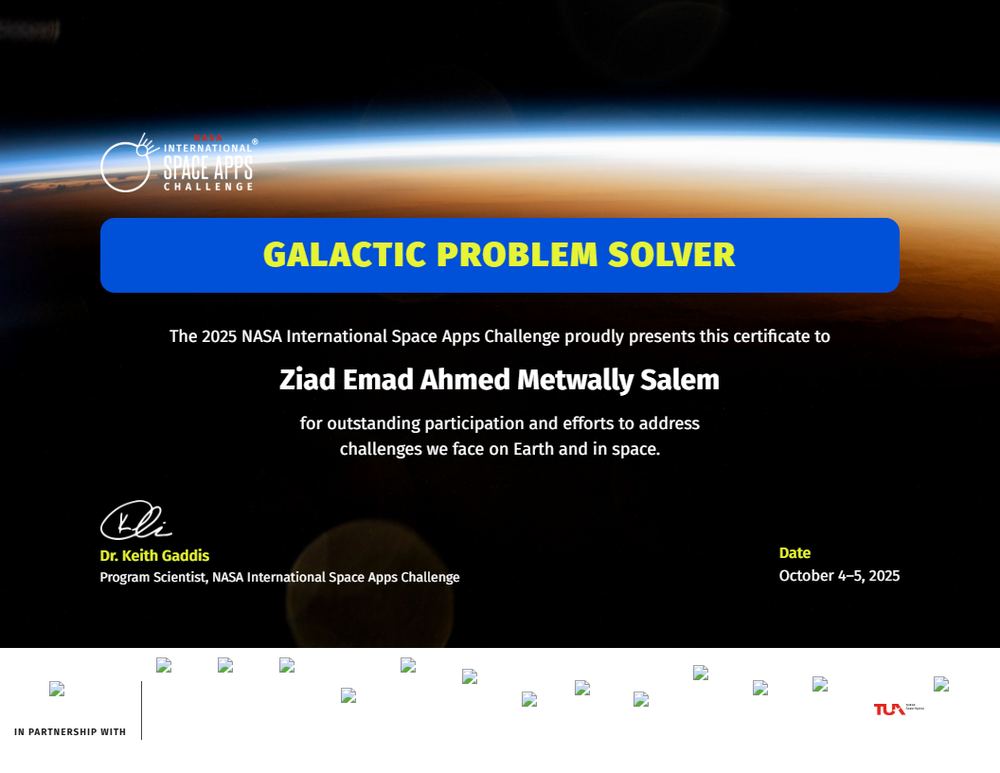 NASA
INTERNATIONAL®
SPACE APPS
CHALLENGE
GALACTIC PROBLEM SOLVER
The 2025 NASA International Space Apps Challenge proudly presents this certificate to
Ziad Emad Ahmed Metwally Salem
for outstanding participation and efforts to address
challenges we face on Earth and in space.
Dr. Keith Gaddis
Program Scientist, NASA International Space Apps Challenge
Date
October 4–5, 2025
IN PARTNERSHIP WITH
TUA